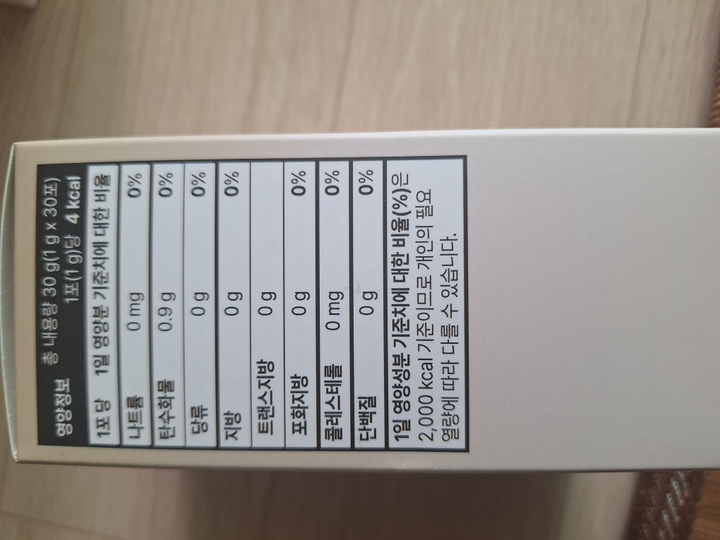 영양정보 총 내용량 30 g(1 g x 30포)
1포(1 g)당 4 kcal
1포당 1일 영양분 기준치에 대한 비율
나트륨 0 mg 0%
탄수화물 0.9 g 0%
당류 0 g 0%
지방 0 g 0%
트랜스지방 0 g
포화지방 0 g 0%
콜레스테롤 0 mg 0%
단백질 0 g 0%
1일 영양성분 기준치에 대한 비율(%)은
2,000 kcal 기준이므로 개인의 필요
열량에 따라 다를 수 있습니다.